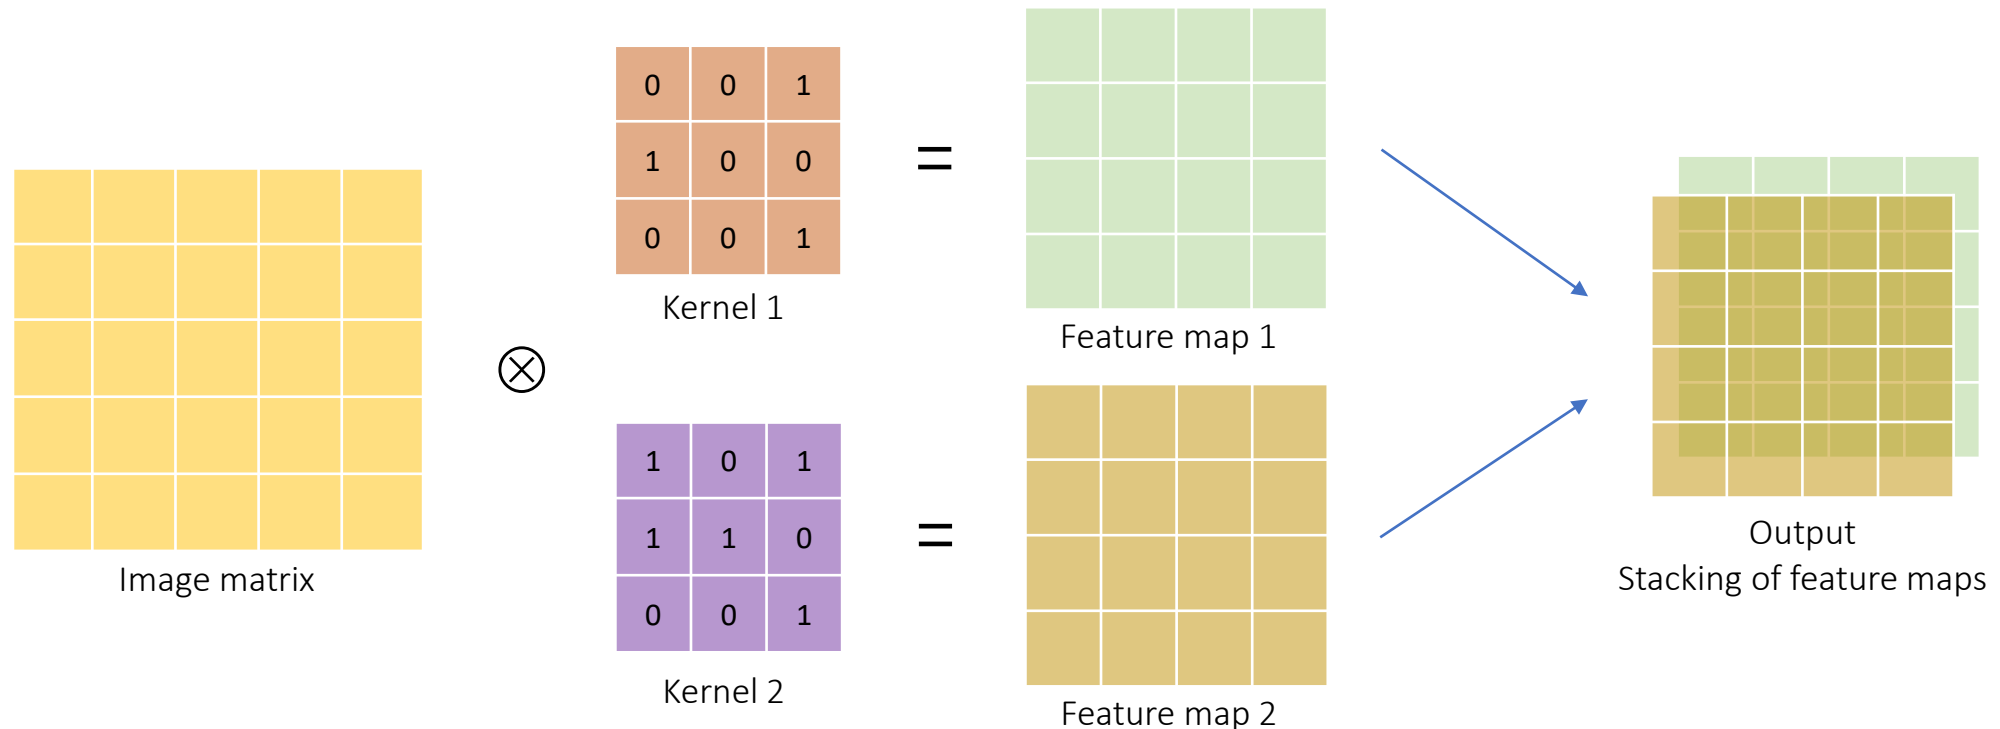 0 0 1
1 0 0
0 0 1
Kernel 1
=
Feature map 1
Image matrix
⊗
1 0 1
1 1 0
0 0 1
Kernel 2
=
Feature map 2
Output
Stacking of feature maps